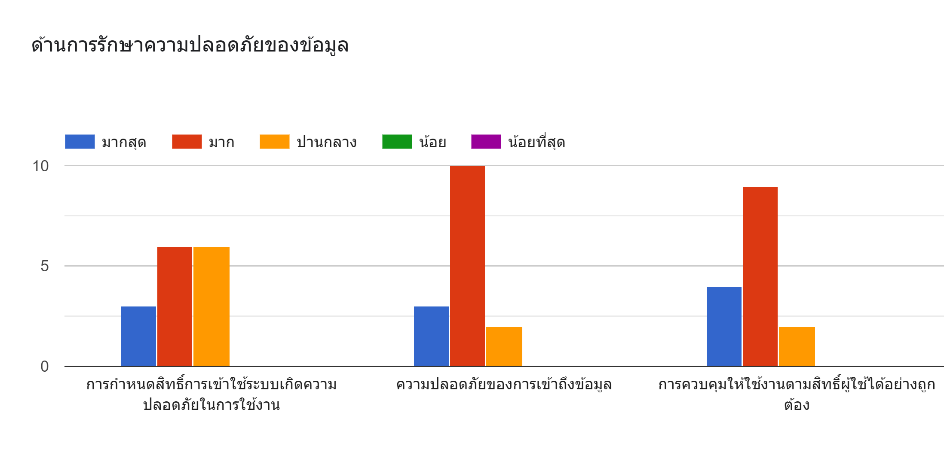 ด้านการรักษาความปลอดภัยของข้อมูล
มากสุด มาก ปานกลาง น้อย น้อยที่สุด
10
5
0
การกำหนดสิทธิ์การเข้าใช้ระบบเกิดความ
ปลอดภัยในการใช้งาน
ความปลอดภัยของการเข้าถึงข้อมูล
การควบคุมให้ใช้งานตามสิทธิ์ผู้ใช้ได้อย่างถูก
ต้อง